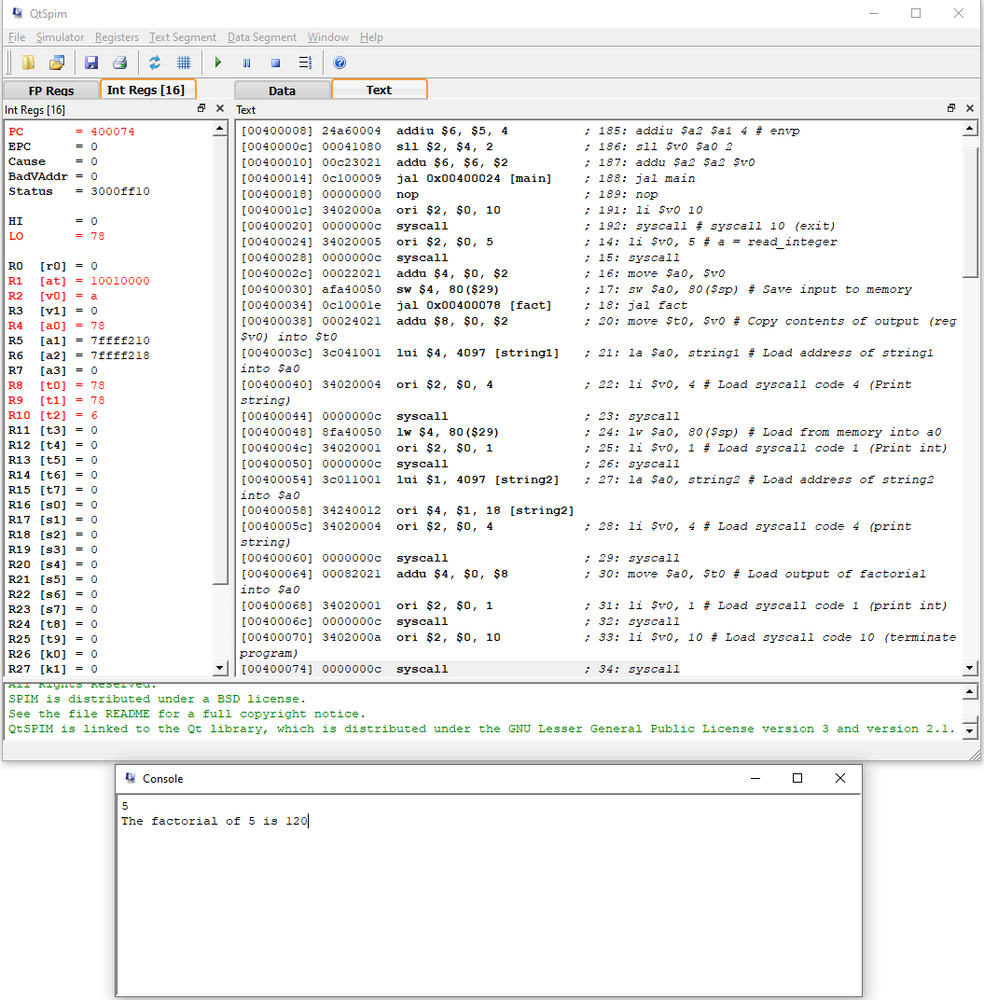 QtSpim
File Simulator Registers Text Segment Data Segment Window Help
FP Regs Int Regs [16] Data Text
Int Regs [16]
PC = 400074
EPC = 0
Cause = 0
BadVAddr = 0
Status = 3000ff10
HI = 0
LO = 78
R0 [r0] = 0
R1 [at] = 10010000
R2 [v0] = a
R3 [v1] = 0
R4 [a0] = 78
R5 [a1] = 7ffff210
R6 [a2] = 7ffff218
R7 [a3] = 0
R8 [t0] = 78
R9 [t1] = 78
R10 [t2] = 6
R11 [t3] = 0
R12 [t4] = 0
R13 [t5] = 0
R14 [t6] = 0
R15 [t7] = 0
R16 [s0] = 0
R17 [s1] = 0
R18 [s2] = 0
R19 [s3] = 0
R20 [s4] = 0
R21 [s5] = 0
R22 [s6] = 0
R23 [s7] = 0
R24 [t8] = 0
R25 [t9] = 0
R26 [k0] = 0
R27 [k1] = 0
Text
[00400008] 24a60004 addiu $6, $5, 4 ; 185: addiu $a2 $a1 4 # envp
[0040000c] 00041080 sll $2, $4, 2 ; 186: sll $v0 $a0 2
[00400010] 00c23021 addu $6, $6, $2 ; 187: addu $a2 $a2 $v0
[00400014] 0c100009 jal 0x00400024 [main] ; 188: jal main
[00400018] 00000000 nop ; 189: nop
[0040001c] 3402000a ori $2, $0, 10 ; 191: li $v0 10
[00400020] 0000000c syscall ; 192: syscall # syscall 10 (exit)
[00400024] 34020005 ori $2, $0, 5 ; 14: li $v0, 5 # a = read_integer
[00400028] 0000000c syscall ; 15: syscall
[0040002c] 00022021 addu $4, $0, $2 ; 16: move $a0, $v0
[00400030] afa40050 sw $4, 80($29) ; 17: sw $a0, 80($sp) # Save input to memory
[00400034] 0c10001e jal 0x00400078 [fact] ; 18: jal fact
[00400038] 00024021 addu $8, $0, $2 ; 20: move $t0, $v0 # Copy contents of output (reg
$v0) into $t0
[0040003c] 3c041001 lui $4, 4097 [string1] ; 21: la $a0, string1 # Load address of string1
into $a0
[00400040] 34020004 ori $2, $0, 4 ; 22: li $v0, 4 # Load syscall code 4 (Print
string)
[00400044] 0000000c syscall ; 23: syscall
[00400048] 8fa40050 lw $4, 80($29) ; 24: lw $a0, 80($sp) # Load from memory into a0
[0040004c] 34020001 ori $2, $0, 1 ; 25: li $v0, 1 # Load syscall code 1 (Print int)
[00400050] 0000000c syscall ; 26: syscall
[00400054] 3c011001 lui $1, 4097 [string2] ; 27: la $a0, string2 # Load address of string2
into $a0
[00400058] 34240012 ori $4, $1, 18 [string2]
[0040005c] 34020004 ori $2, $0, 4 ; 28: li $v0, 4 # Load syscall code 4 (print
string)
[00400060] 0000000c syscall ; 29: syscall
[00400064] 00082021 addu $4, $0, $8 ; 30: move $a0, $t0 # Load output of factorial
into $a0
[00400068] 34020001 ori $2, $0, 1 ; 31: li $v0, 1 # Load syscall code 1 (print int)
[0040006c] 0000000c syscall ; 32: syscall
[00400070] 3402000a ori $2, $0, 10 ; 33: li $v0, 10 # Load syscall code 10 (terminate
program)
[00400074] 0000000c syscall ; 34: syscall
All Rights Reserved.
SPIM is distributed under a BSD license.
See the file README for a full copyright notice.
QtSPIM is linked to the Qt library, which is distributed under the GNU Lesser General Public License version 3 and version 2.1.
Console
5
The factorial of 5 is 120